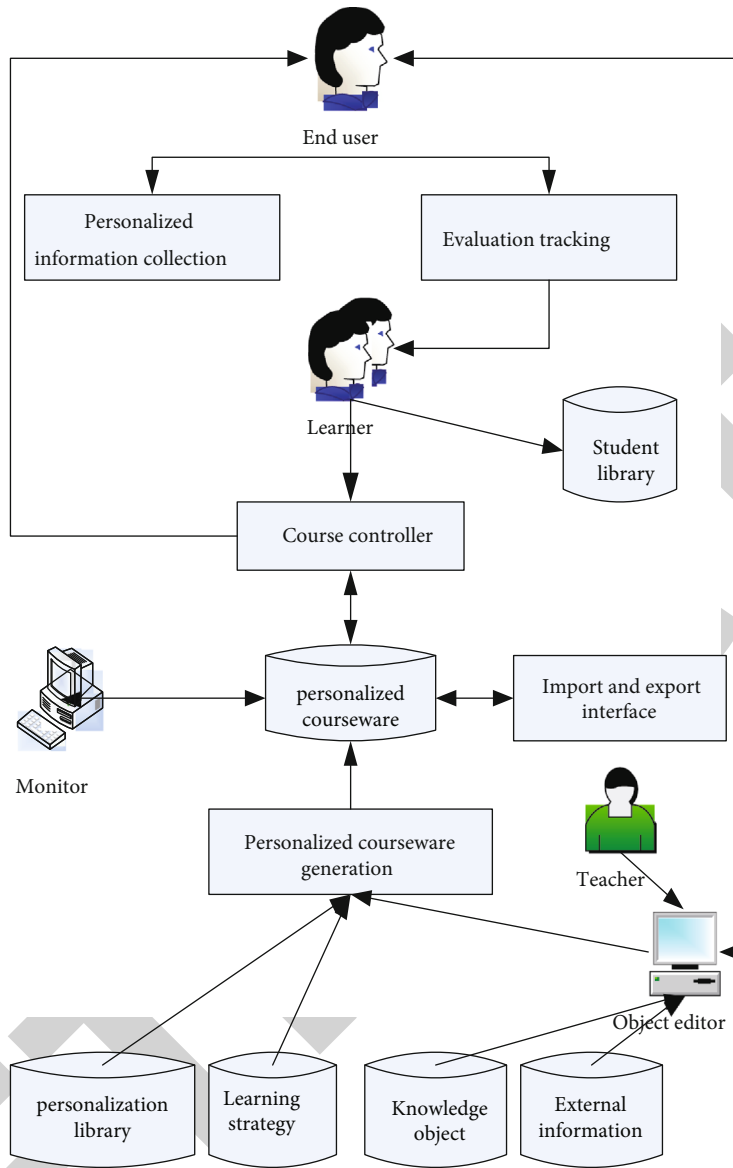 End user
Personalized
information collection
Evaluation tracking
Learner
Student
library
Course controller
personalized
courseware
Import and export
interface
Monitor
Personalized courseware
generation
Teacher
Object editor
personalization
library
Learning
strategy
Knowledge
object
External
information